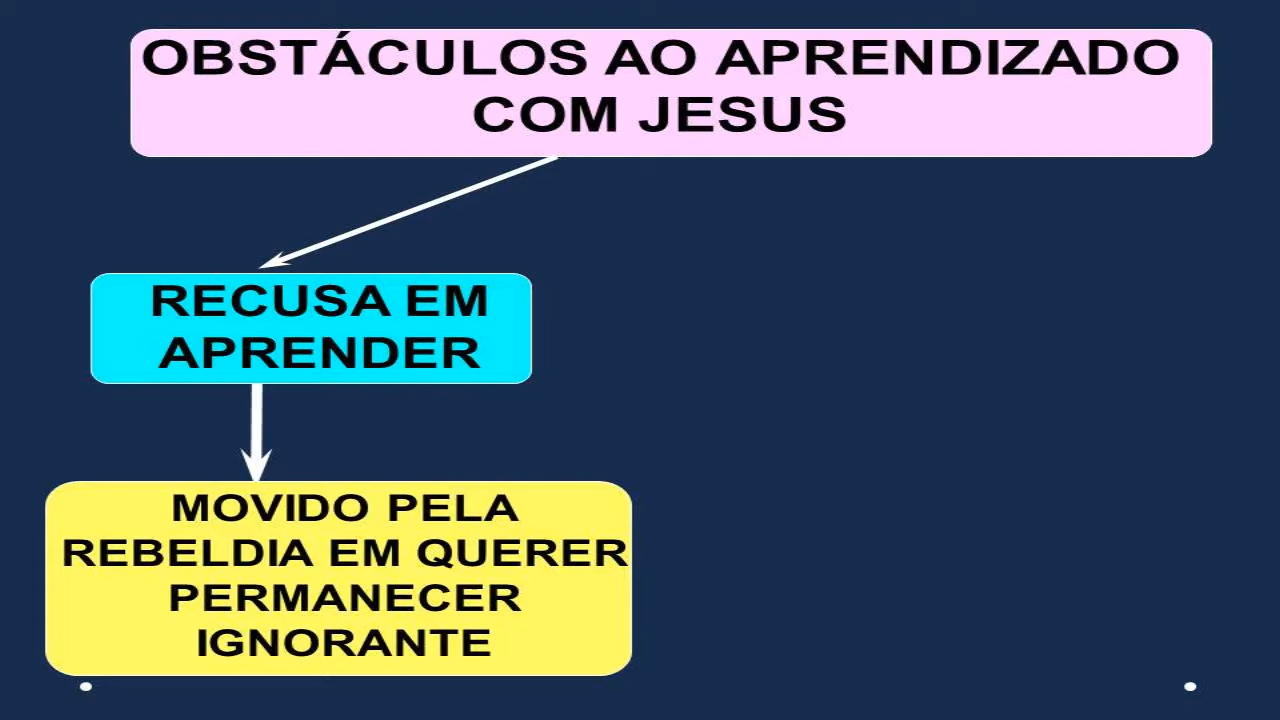 OBSTÁCULOS AO APRENDIZADO
COM JESUS
RECUSA EM
APRENDER
MOVIDO PELA
REBELDIA EM QUERER
PERMANECER
IGNORANTE